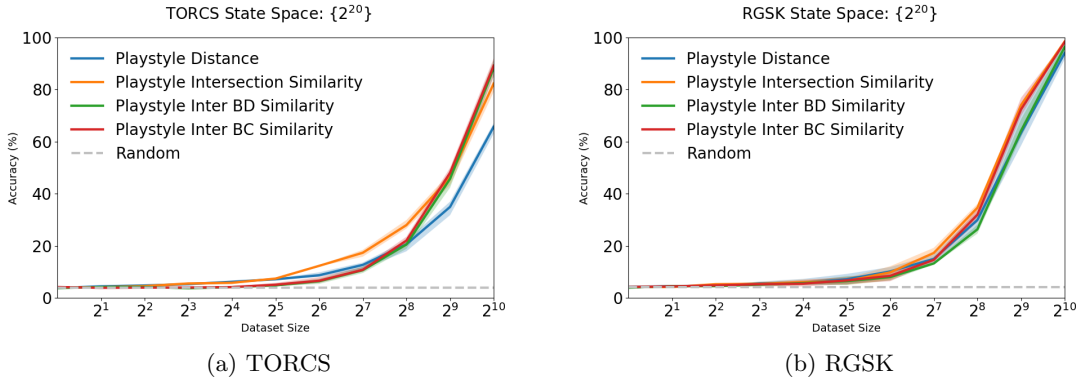 TORCS State Space: {2^20}
100
80
60
40
20
0
Accuracy (%)
Playstyle Distance
Playstyle Intersection Similarity
Playstyle Inter BD Similarity
Playstyle Inter BC Similarity
Random
2^1 2^2 2^3 2^4 2^5 2^6 2^7 2^8 2^9 2^10
Dataset Size
(a) TORCS
RGSK State Space: {2^20}
100
80
60
40
20
0
Accuracy (%)
Playstyle Distance
Playstyle Intersection Similarity
Playstyle Inter BD Similarity
Playstyle Inter BC Similarity
Random
2^1 2^2 2^3 2^4 2^5 2^6 2^7 2^8 2^9 2^10
Dataset Size
(b) RGSK